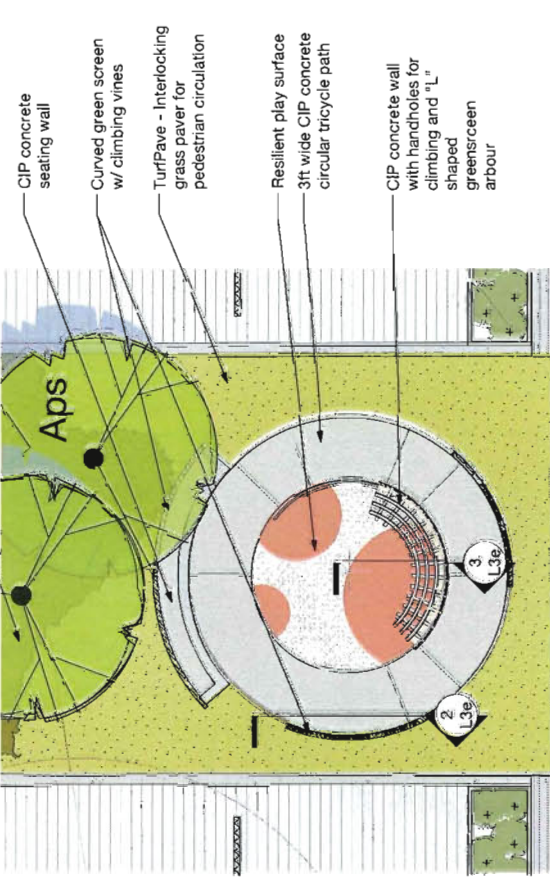 CIP concrete
seating wall
Curved green screen
w/ climbing vines
TurfPave - Interlocking
grass paver for
pedestrian circulation
Resilient play surface
3ft wide CIP concrete
circular tricycle path
CIP concrete wall
with handholes for
climbing and "L"
shaped
greensrceen
arbour
Aps
3
L3e
2
L3e